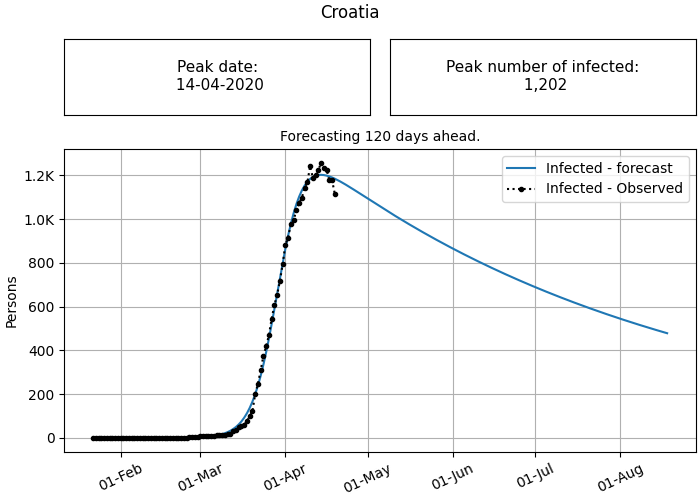 Croatia
Peak date:
14-04-2020
Peak number of infected:
1,202
Forecasting 120 days ahead.
Infected - forecast
Infected - Observed
Persons
1.2K
1.0K
800
600
400
200
0
01-Feb
01-Mar
01-Apr
01-May
01-Jun
01-Jul
01-Aug